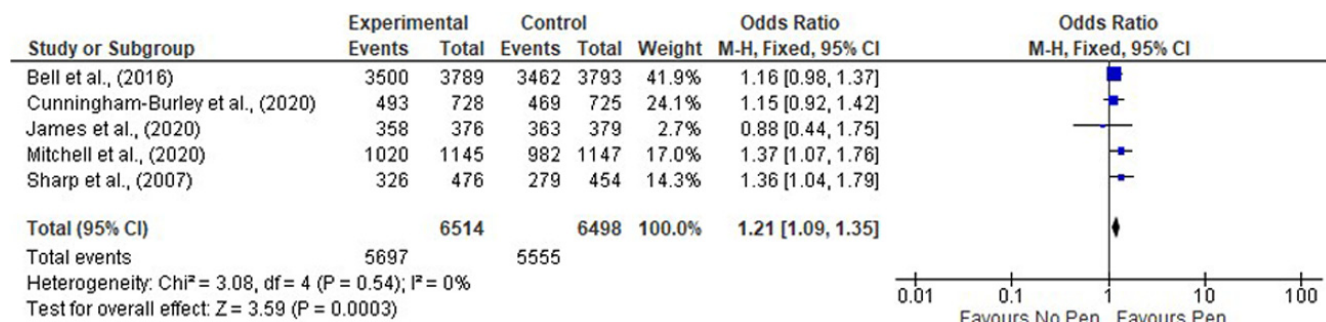 Experimental Control Odds Ratio Odds Ratio
Study or Subgroup Events Total Events Total Weight M-H, Fixed, 95% CI M-H, Fixed, 95% CI
Bell et al., (2016) 3500 3789 3462 3793 41.9% 1.16 [0.98, 1.37]
Cunningham-Burley et al., (2020) 493 728 469 725 24.1% 1.15 [0.92, 1.42]
James et al., (2020) 358 376 363 379 2.7% 0.88 [0.44, 1.75]
Mitchell et al., (2020) 1020 1145 982 1147 17.0% 1.37 [1.07, 1.76]
Sharp et al., (2007) 326 476 279 454 14.3% 1.36 [1.04, 1.79]
Total (95% CI) 6514 6498 100.0% 1.21 [1.09, 1.35]
Total events 5697 5555
Heterogeneity: Chi² = 3.08, df = 4 (P = 0.54); I² = 0%
Test for overall effect: Z = 3.59 (P = 0.0003)
0.01 0.1 1 10 100
Favours No Pen Favours Pen